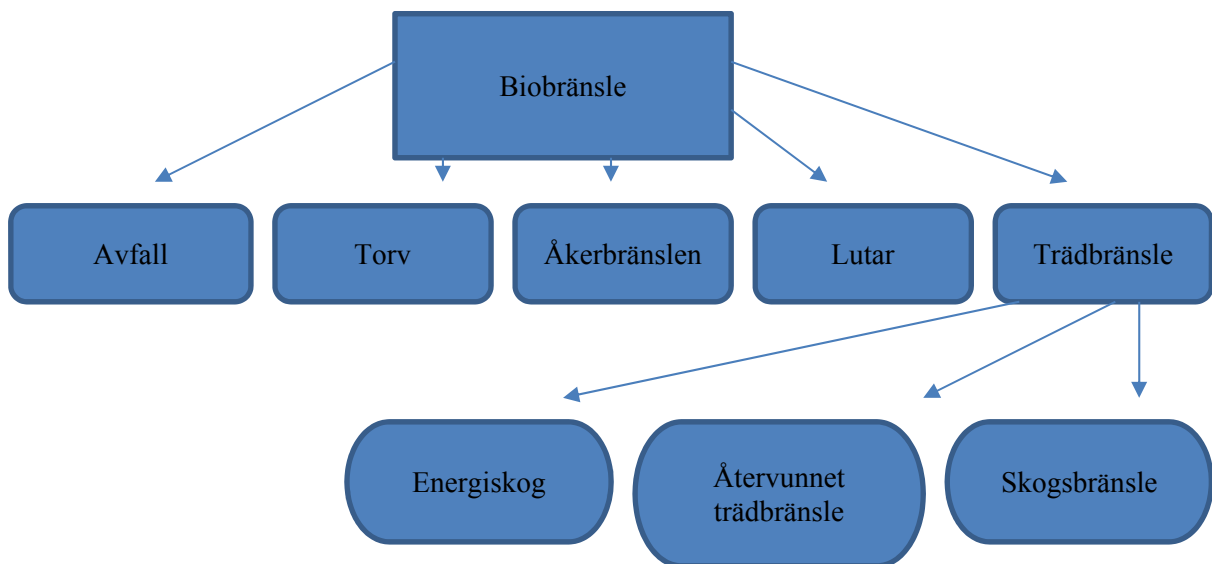 Biobränsle
Avfall
Torv
Åkerbränslen
Lutar
Trädbränsle
Energiskog
Återvunnet
trädbränsle
Skogsbränsle